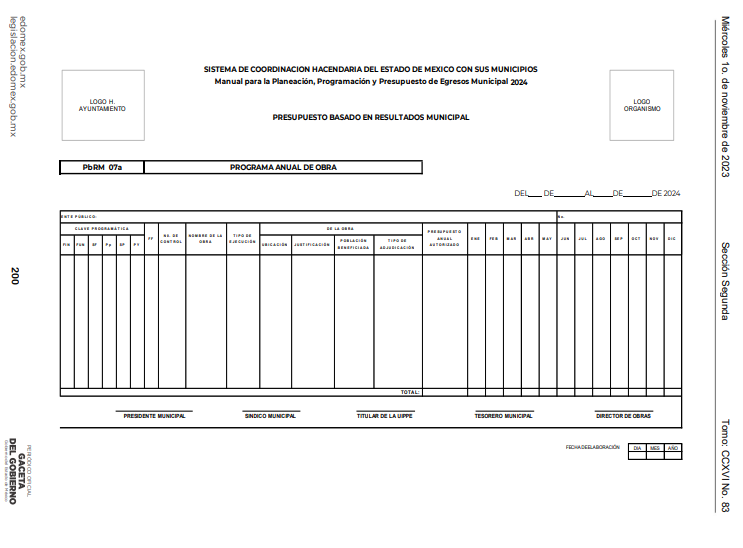 Miércoles 1o. de noviembre de 2023
Sección Segunda
Tomo: CCXVI No. 83
SISTEMA DE COORDINACION HACENDARIA DEL ESTADO DE MEXICO CON SUS MUNICIPIOS
Manual para la Planeación, Programación y Presupuesto de Egresos Municipal 2024
LOGO H.
AYUNTAMIENTO
LOGO
ORGANISMO
PRESUPUESTO BASADO EN RESULTADOS MUNICIPAL
PbRM 07a
PROGRAMA ANUAL DE OBRA
DEL____ DE________AL____DE_______DE 2024
ENTE PUBLICO:
No.
CLAVE PROGRAMÁTICA
FIN FUN SF Pp SP PY
FF
NO. DE
CONTROL
NOMBRE DE LA
OBRA
TIPO DE
EJECUCIÓN
DE LA OBRA
UBICACIÓN
JUSTIFICACIÓN
POBLACIÓN
BENEFICIADA
TIPO DE
ADJUDICACIÓN
PRESUPUESTO
ANUAL
AUTORIZADO
ENE FEB MAR ABR MAY JUN JUL AGO SEP OCT NOV DIC
TOTAL:
PRESIDENTE MUNICIPAL
SINDICO MUNICIPAL
TITULAR DE LA UIPPE
TESORERO MUNICIPAL
DIRECTOR DE OBRAS
FECHA DE ELABORACIÓN
DIA MES AÑO
edomex.gob.mx
legislacion.edomex.gob.mx
200
PERIÓDICO OFICIAL
GACETA
DEL GOBIERNO